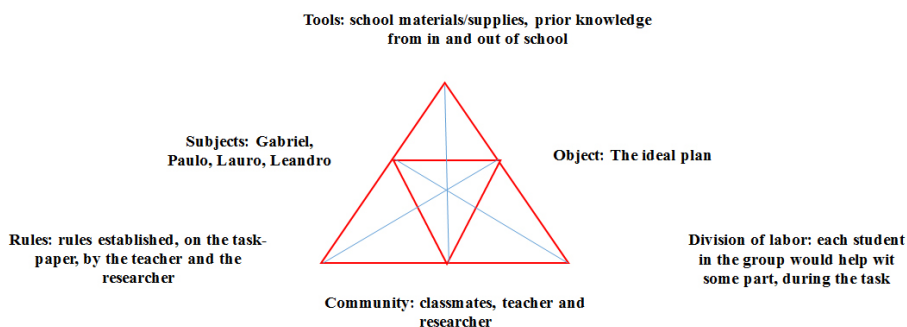 Tools: school materials/supplies, prior knowledge
from in and out of school
Subjects: Gabriel,
Paulo, Lauro, Leandro
Object: The ideal plan
Rules: rules established, on the task-
paper, by the teacher and the
researcher
Division of labor: each student
in the group would help wit
some part, during the task
Community: classmates, teacher and
researcher